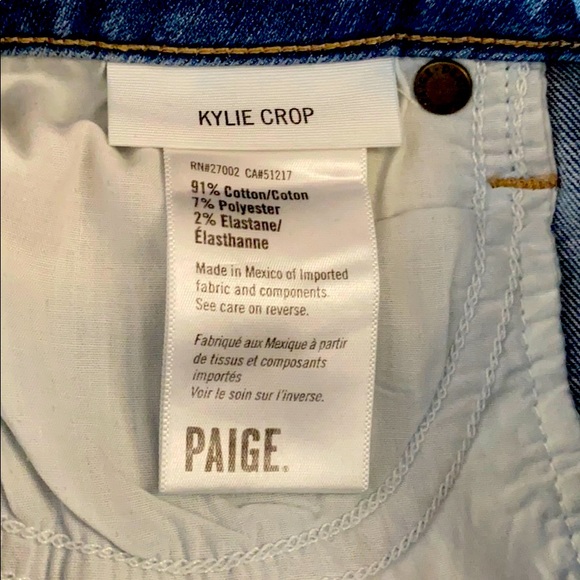 KYLIE CROP
RN#27002 CA#51217
91% Cotton/Coton
7% Polyester
2% Elastane/
Élasthanne
Made in Mexico of Imported
fabric and components.
See care on reverse.
Fabriqué aux Mexique à partir
de tissus et composants
importés
Voir le soin sur l'inverse.
PAIGE.